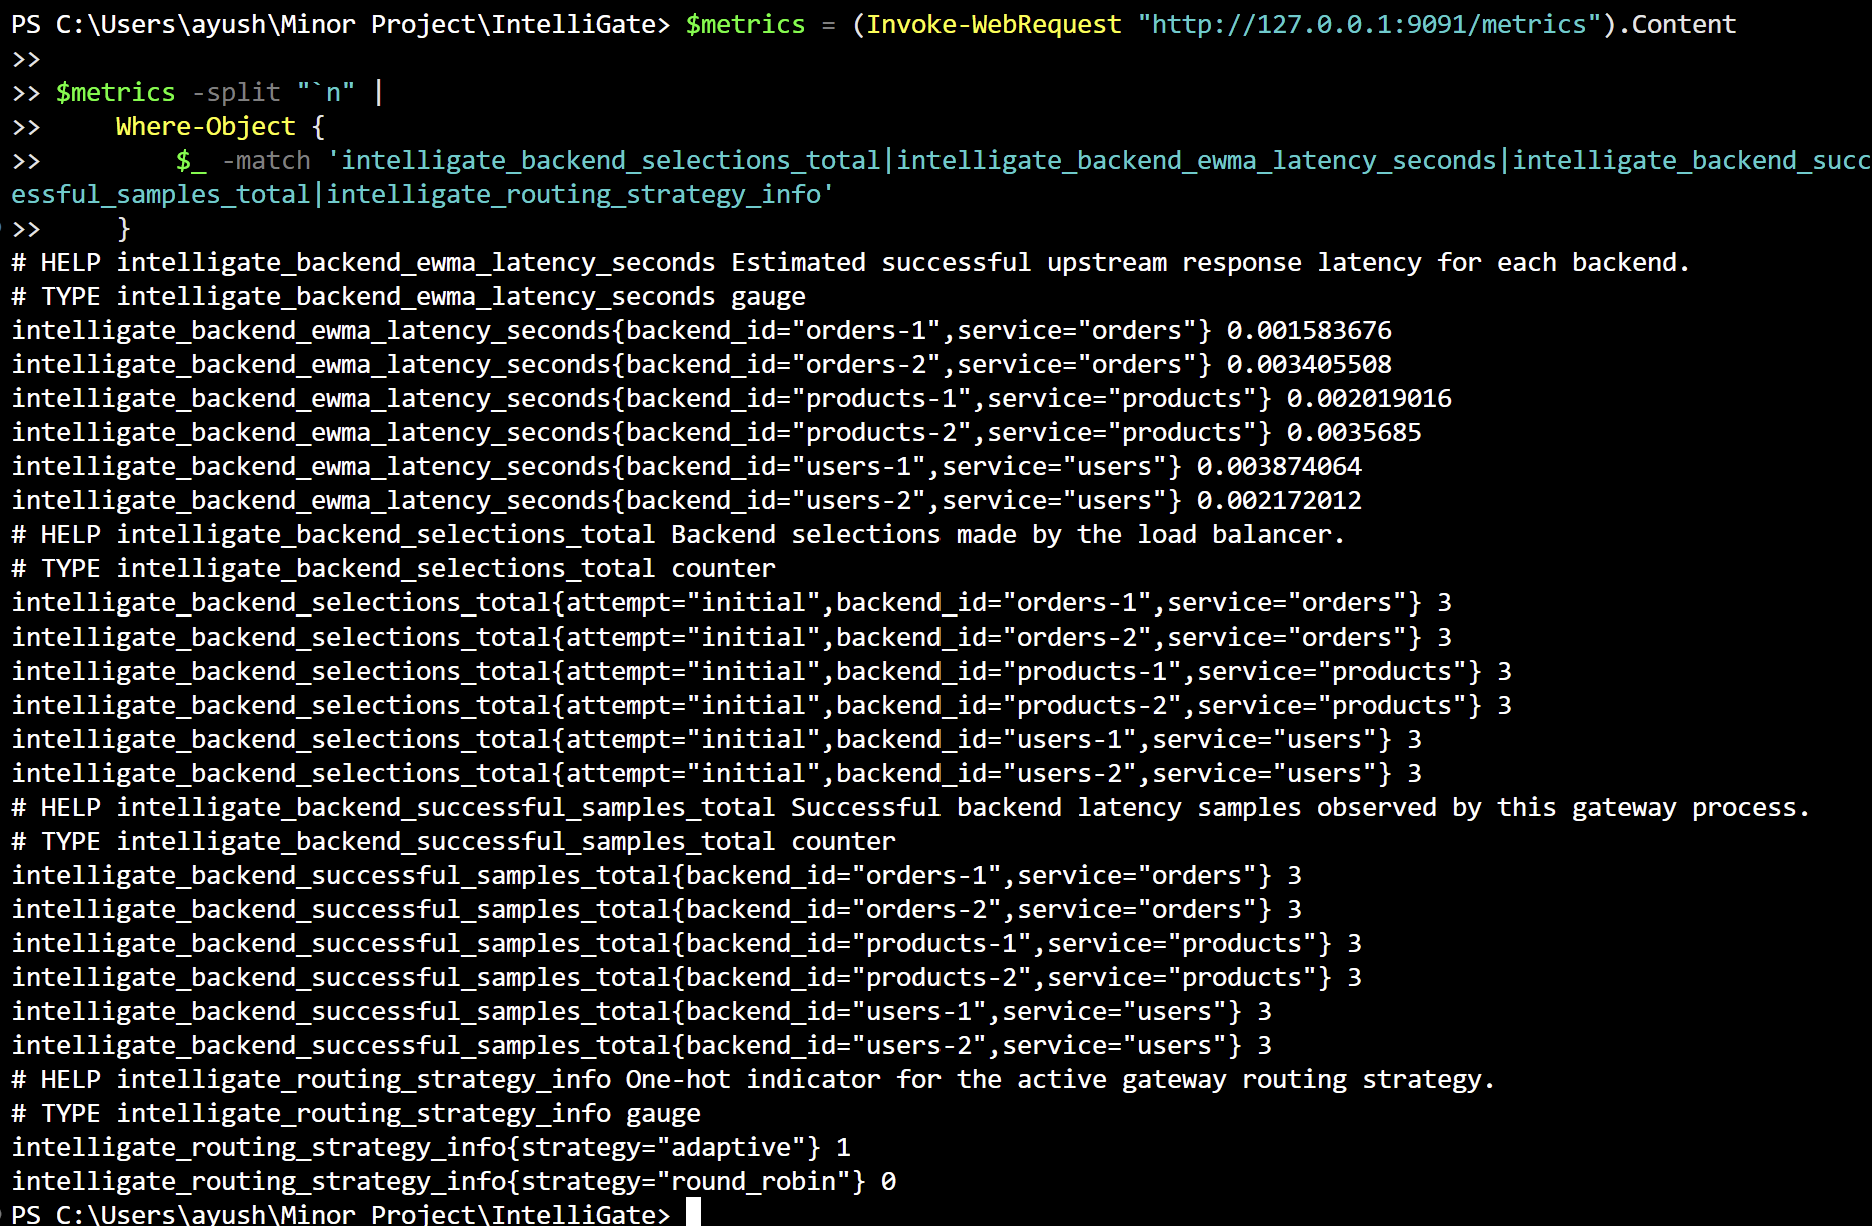 PS C:\Users\ayush\Minor Project\IntelliGate> $metrics = (Invoke-WebRequest "http://127.0.0.1:9091/metrics").Content
>>
>> $metrics -split "`n" |
>>     Where-Object {
>>         $_ -match 'intelligate_backend_selections_total|intelligate_backend_ewma_latency_seconds|intelligate_backend_succ
essful_samples_total|intelligate_routing_strategy_info'
>>     }
# HELP intelligate_backend_ewma_latency_seconds Estimated successful upstream response latency for each backend.
# TYPE intelligate_backend_ewma_latency_seconds gauge
intelligate_backend_ewma_latency_seconds{backend_id="orders-1",service="orders"} 0.001583676
intelligate_backend_ewma_latency_seconds{backend_id="orders-2",service="orders"} 0.003405508
intelligate_backend_ewma_latency_seconds{backend_id="products-1",service="products"} 0.002019016
intelligate_backend_ewma_latency_seconds{backend_id="products-2",service="products"} 0.0035685
intelligate_backend_ewma_latency_seconds{backend_id="users-1",service="users"} 0.003874064
intelligate_backend_ewma_latency_seconds{backend_id="users-2",service="users"} 0.002172012
# HELP intelligate_backend_selections_total Backend selections made by the load balancer.
# TYPE intelligate_backend_selections_total counter
intelligate_backend_selections_total{attempt="initial",backend_id="orders-1",service="orders"} 3
intelligate_backend_selections_total{attempt="initial",backend_id="orders-2",service="orders"} 3
intelligate_backend_selections_total{attempt="initial",backend_id="products-1",service="products"} 3
intelligate_backend_selections_total{attempt="initial",backend_id="products-2",service="products"} 3
intelligate_backend_selections_total{attempt="initial",backend_id="users-1",service="users"} 3
intelligate_backend_selections_total{attempt="initial",backend_id="users-2",service="users"} 3
# HELP intelligate_backend_successful_samples_total Successful backend latency samples observed by this gateway process.
# TYPE intelligate_backend_successful_samples_total counter
intelligate_backend_successful_samples_total{backend_id="orders-1",service="orders"} 3
intelligate_backend_successful_samples_total{backend_id="orders-2",service="orders"} 3
intelligate_backend_successful_samples_total{backend_id="products-1",service="products"} 3
intelligate_backend_successful_samples_total{backend_id="products-2",service="products"} 3
intelligate_backend_successful_samples_total{backend_id="users-1",service="users"} 3
intelligate_backend_successful_samples_total{backend_id="users-2",service="users"} 3
# HELP intelligate_routing_strategy_info One-hot indicator for the active gateway routing strategy.
# TYPE intelligate_routing_strategy_info gauge
intelligate_routing_strategy_info{strategy="adaptive"} 1
intelligate_routing_strategy_info{strategy="round_robin"} 0
PS C:\Users\ayush\Minor Project\IntelliGate>